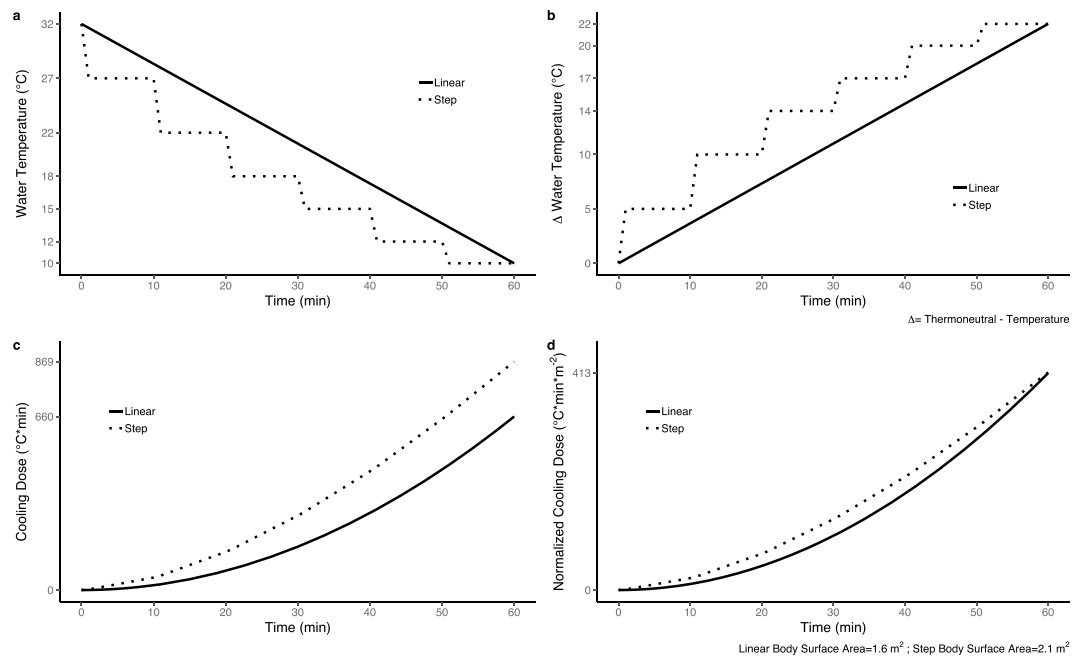 a
32
27
22
18
15
12
10
Water Temperature (°C)
Linear
Step
0 10 20 30 40 50 60
Time (min)
b
22
20
17
14
10
5
0
Δ Water Temperature (°C)
Linear
Step
0 10 20 30 40 50 60
Time (min)
Δ= Thermoneutral - Temperature
c
869
660
0
Cooling Dose (°C*min)
Linear
Step
0 10 20 30 40 50 60
Time (min)
d
413
0
Normalized Cooling Dose (°C*min*m⁻²)
Linear
Step
0 10 20 30 40 50 60
Time (min)
Linear Body Surface Area=1.6 m² ; Step Body Surface Area=2.1 m²